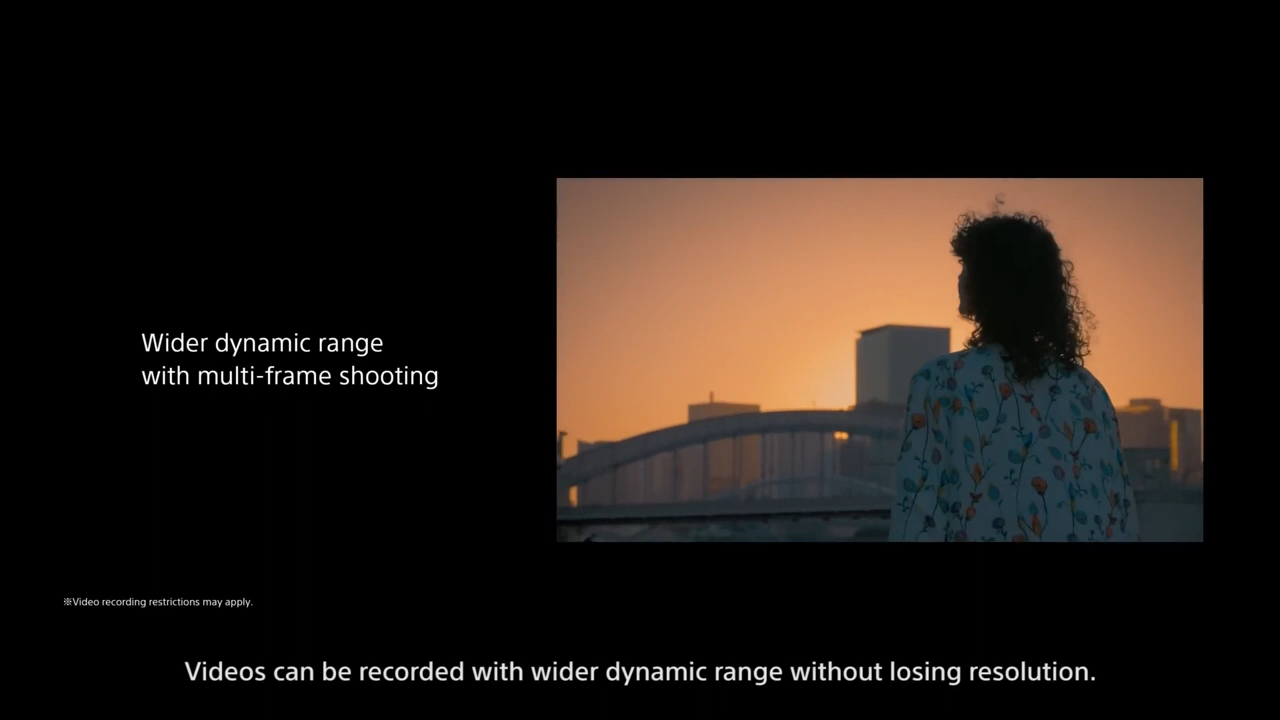 Wider dynamic range
with multi-frame shooting
※Video recording restrictions may apply.
Videos can be recorded with wider dynamic range without losing resolution.